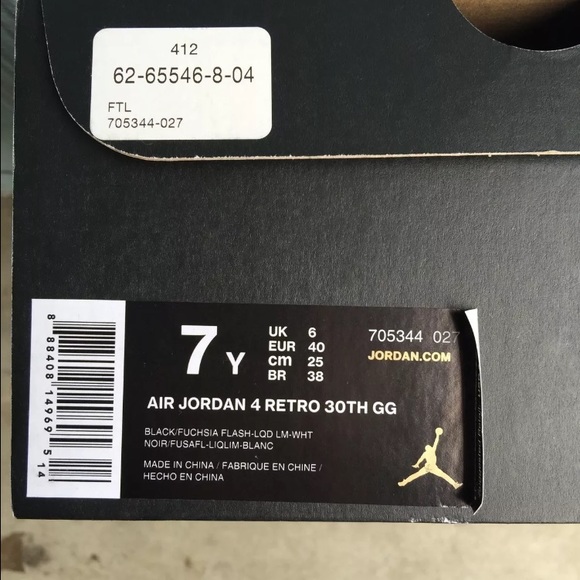 412
62-65546-8-04
FTL
705344-027
8 88408 14969 5 14
7 Y
UK 6
EUR 40
cm 25
BR 38
705344 027
JORDAN.COM
AIR JORDAN 4 RETRO 30TH GG
BLACK/FUCHSIA FLASH-LQD LM-WHT
NOIR/FUSAFL-LIQLIM-BLANC
MADE IN CHINA / FABRIQUE EN CHINE /
HECHO EN CHINA